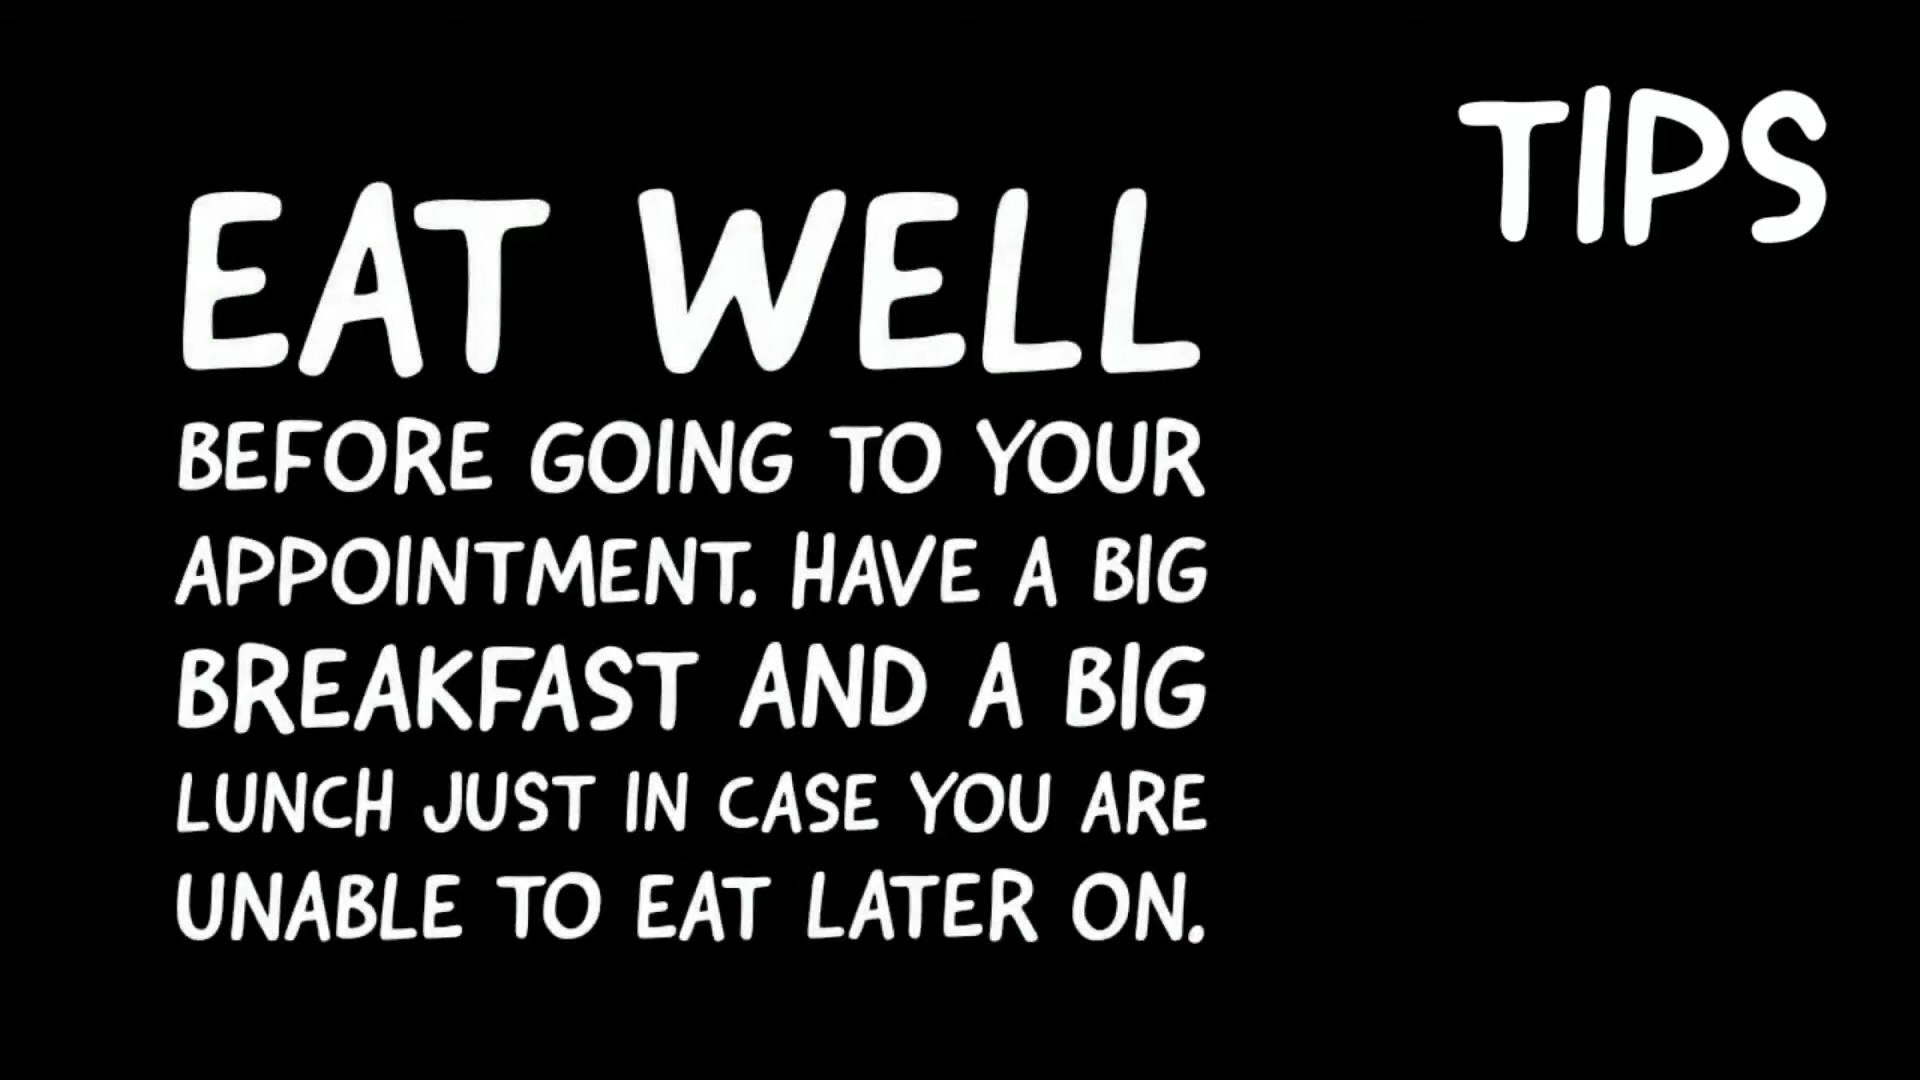 TIPS
EAT WELL
BEFORE GOING TO YOUR
APPOINTMENT. HAVE A BIG
BREAKFAST AND A BIG
LUNCH JUST IN CASE YOU ARE
UNABLE TO EAT LATER ON.